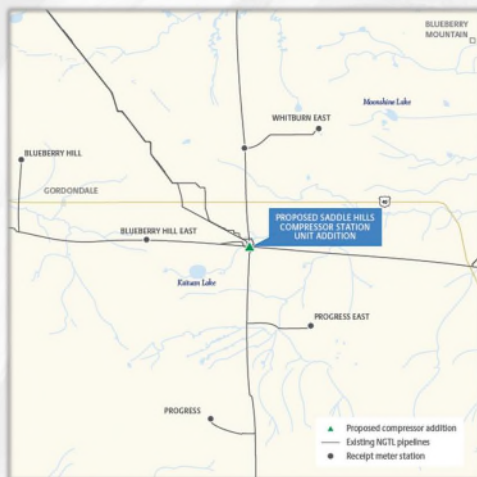 BLUEBERRY
MOUNTAIN
Moonshine Lake
WHITBURN EAST
BLUEBERRY HILL
GORDONDALE
49
PROPOSED SADDLE HILLS
COMPRESSOR STATION
UNIT ADDITION
BLUEBERRY HILL EAST
Ksituan Lake
PROGRESS EAST
PROGRESS
Proposed compressor addition
Existing NGTL pipelines
Receipt meter station